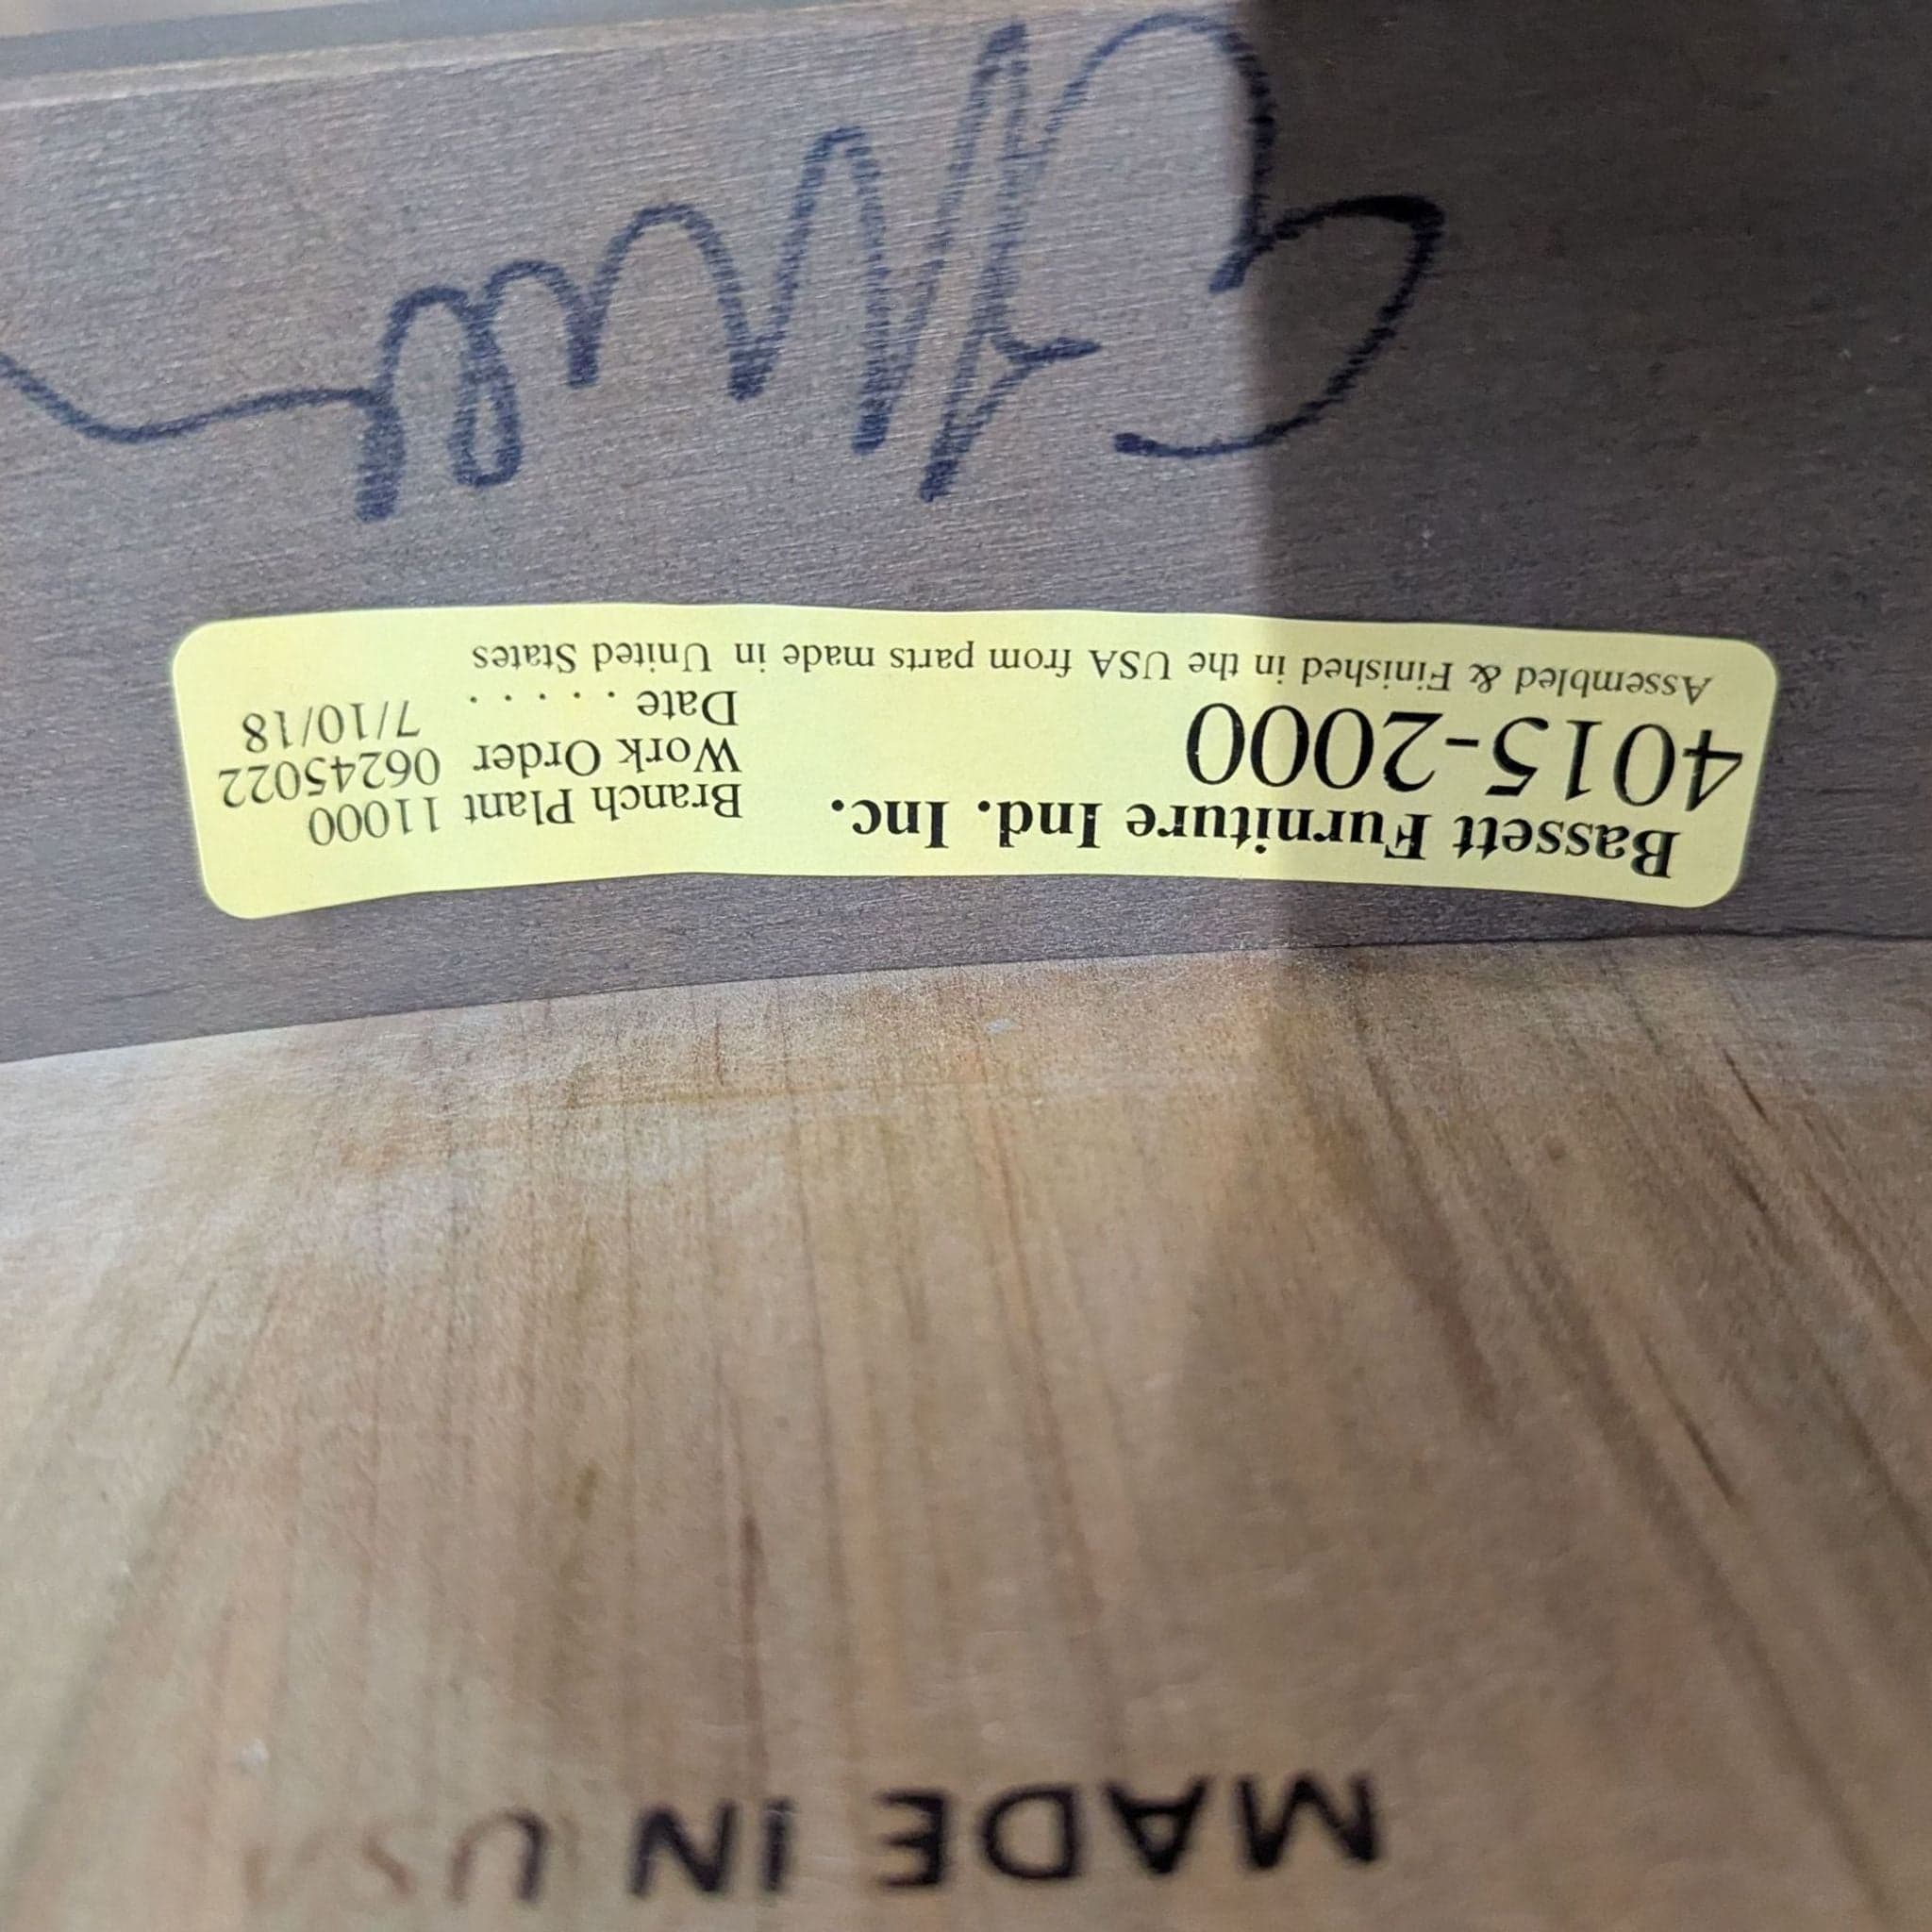 MADE IN USA
Bassett Furniture Ind. Inc.
4015-2000
Branch Plant 11000
Work Order 06245022
Date . . . . . 7/10/18
Assembled & Finished in the USA from parts made in United States